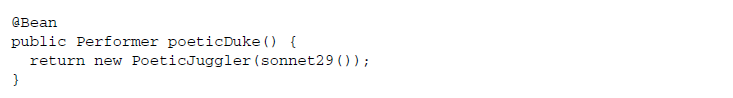 @Bean
public Performer poeticDuke() {
  return new PoeticJuggler(sonnet29());
}